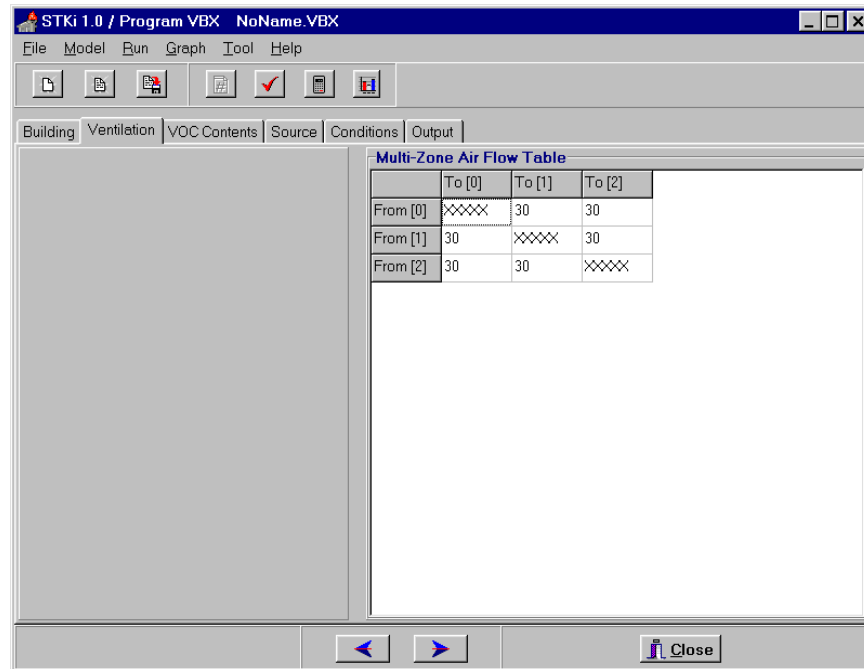 STKi 1.0 / Program VBX NoName.VBX
File Model Run Graph Tool Help
Building Ventilation VOC Contents Source Conditions Output
Multi-Zone Air Flow Table
To [0] To [1] To [2]
From [0] XXXXX 30 30
From [1] 30 XXXXX 30
From [2] 30 30 XXXXX
Close